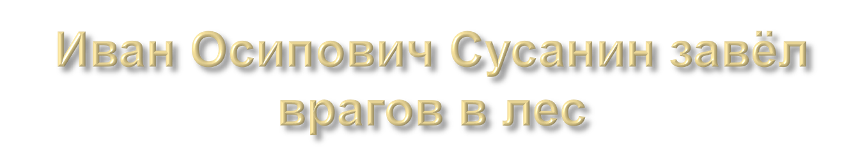 Иван Осипович Сусанин завёл
врагов в лес